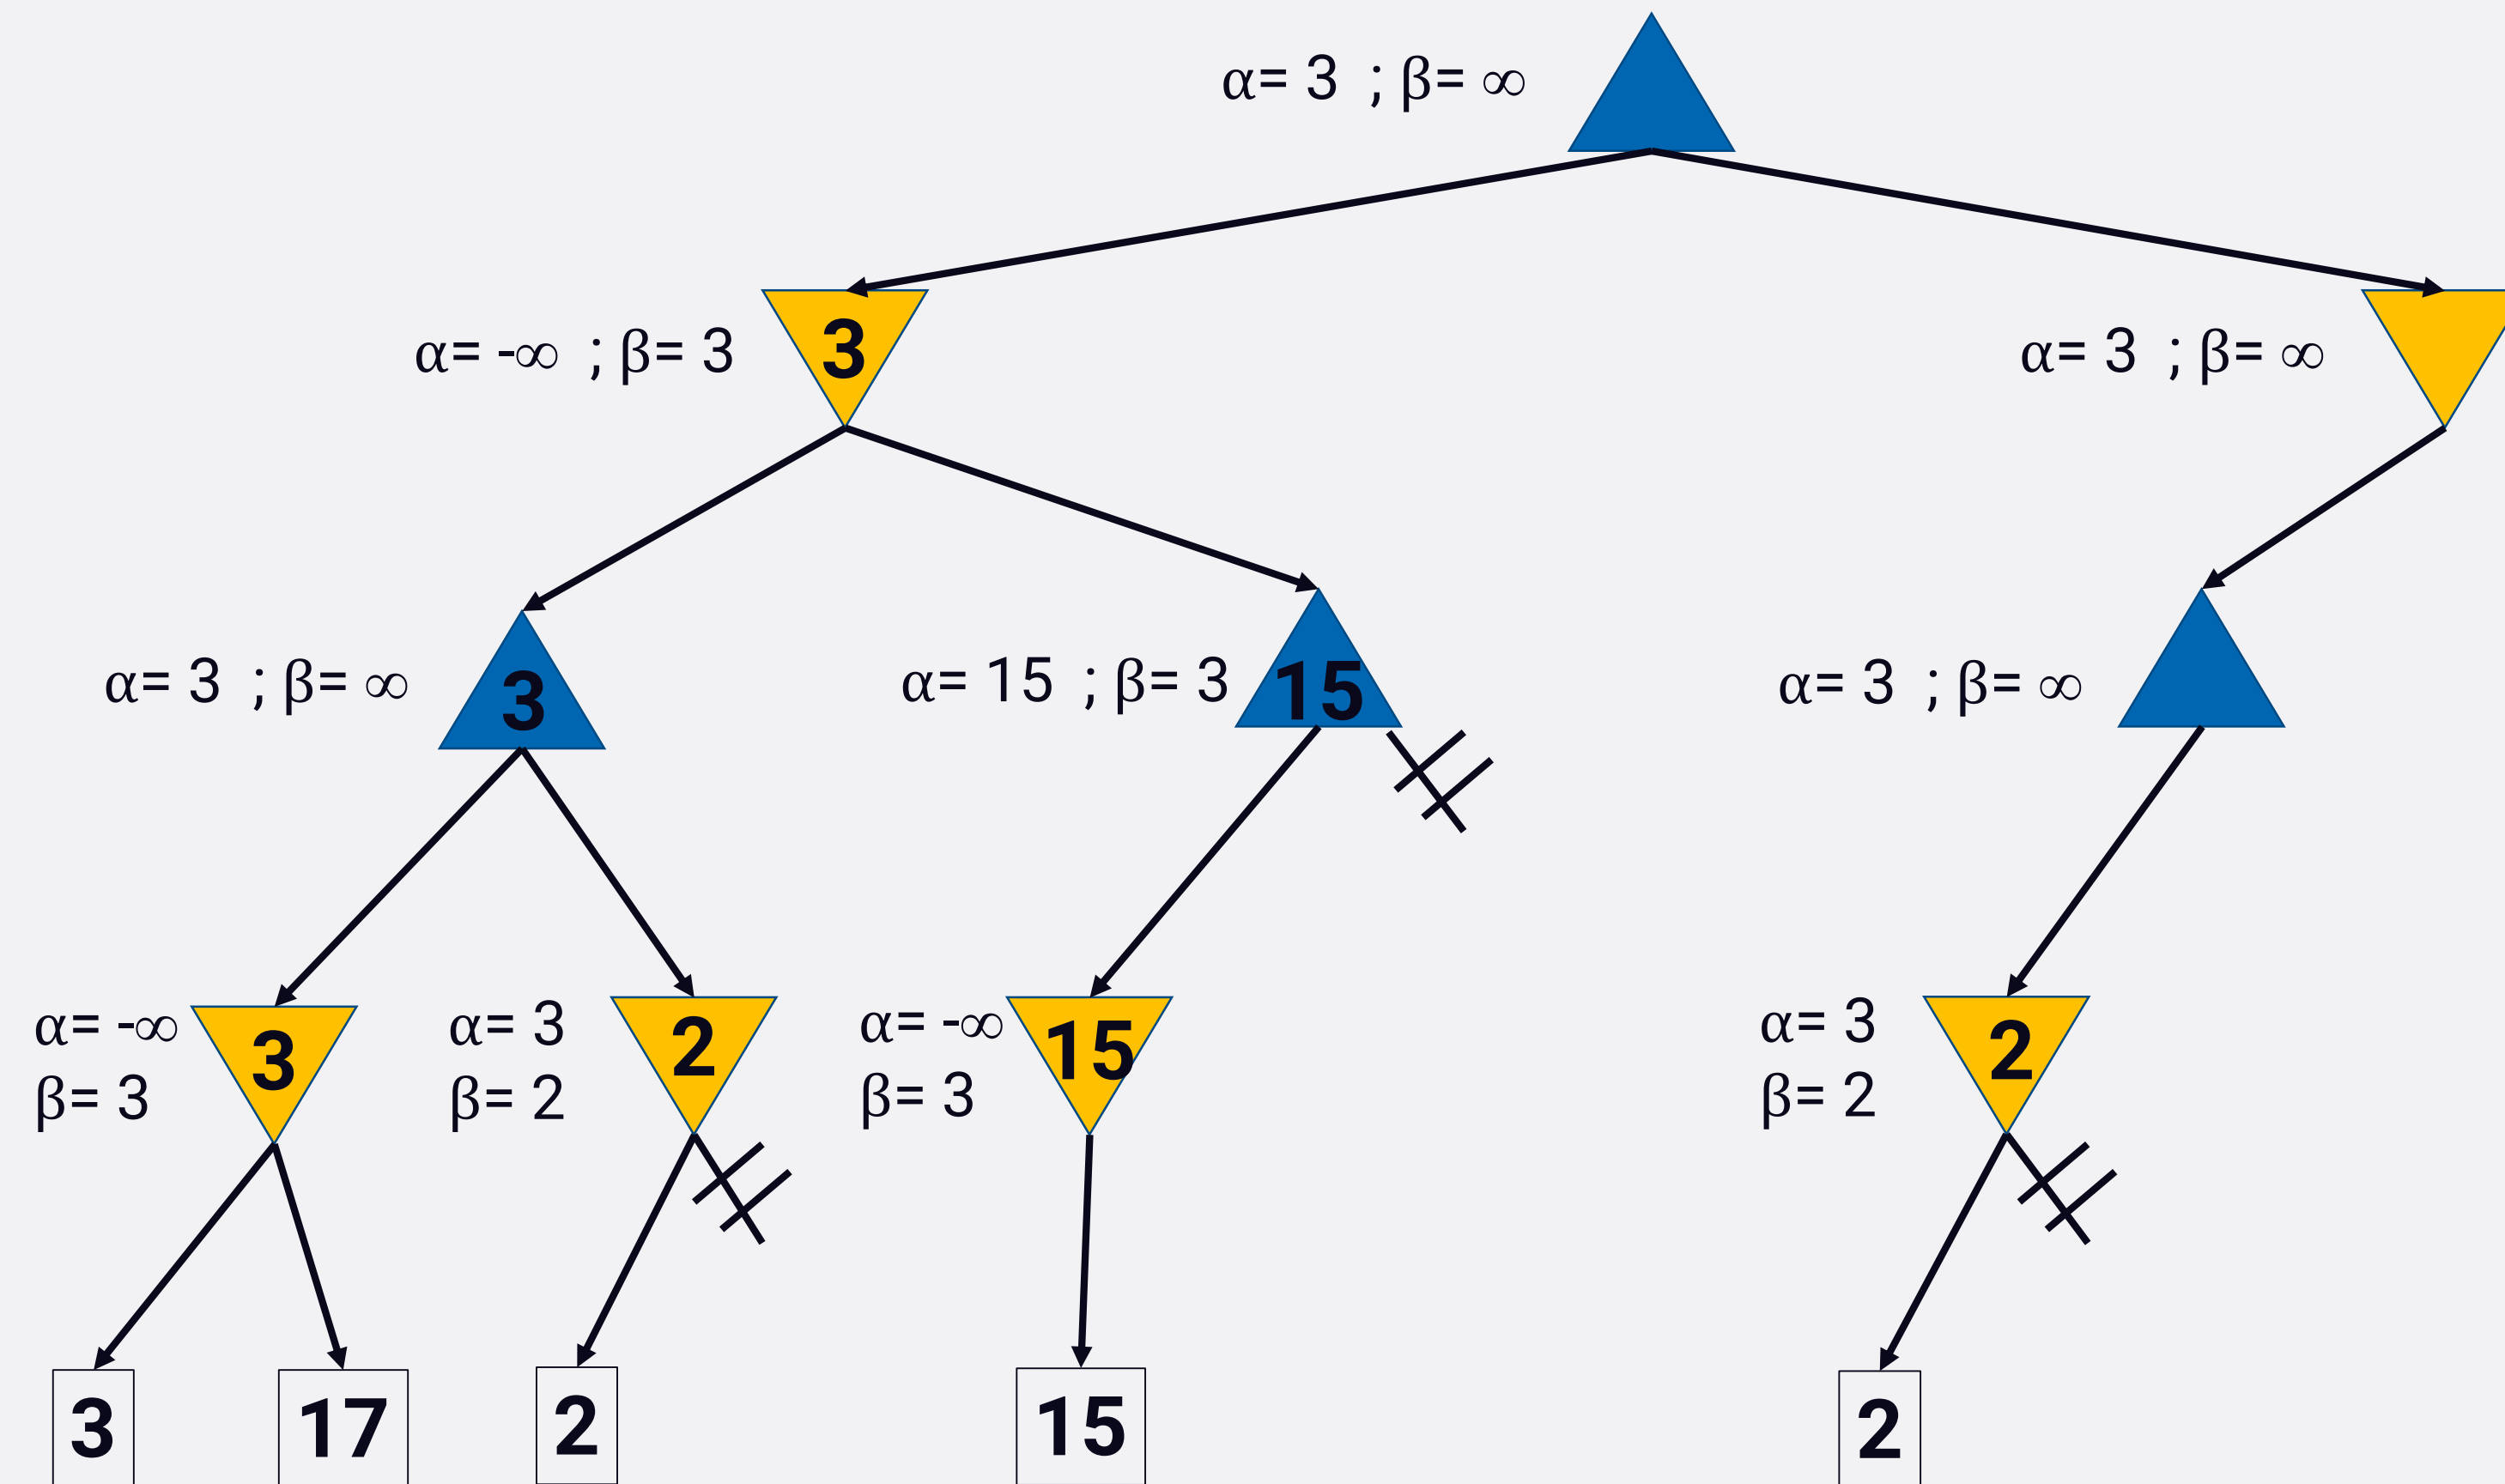 α= 3 ; β= ∞
3
α= -∞ ; β= 3
α= 3 ; β= ∞
α= 3 ; β= ∞
3
α= 15 ; β= 3
15
α= 3 ; β= ∞
α= -∞
β= 3
3
α= 3
β= 2
2
α= -∞
β= 3
15
α= 3
β= 2
2
3
17
2
15
2